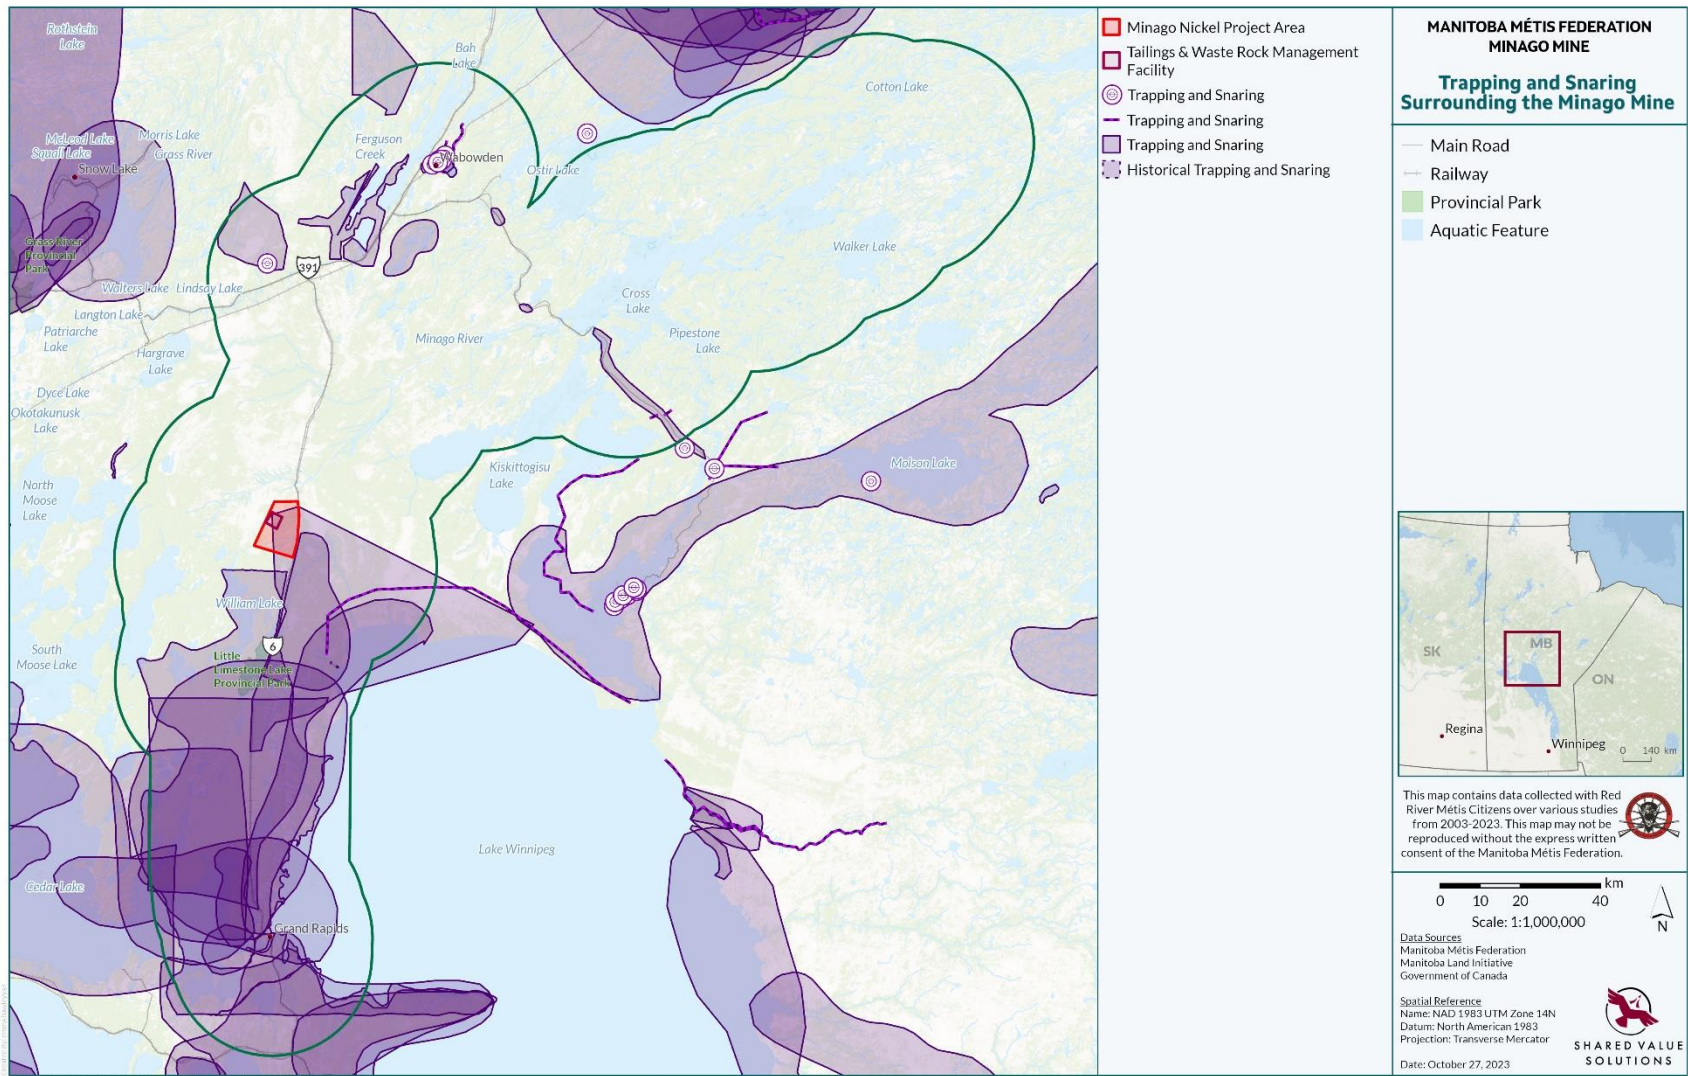 Rothstein
Lake
Bah
Lake
Cotton Lake
McLeod Lake
Squall Lake
Snow Lake
Morris Lake
Grass River
Ferguson
Creek
Wabowden
Ostir Lake
Grass River
Provincial
Park
391
Walker Lake
Walters Lake
Lindsay Lake
Langton Lake
Patriarche
Lake
Hargrave
Lake
Cross
Lake
Minago River
Pipestone
Lake
Dyce Lake
Okotakunusk
Lake
North
Moose
Lake
Kiskittogisu
Lake
Molson Lake
William Lake
6
South
Moose Lake
Little
Limestone Lake
Provincial Park
Lake Winnipeg
Cedar Lake
Grand Rapids
Minago Nickel Project Area
Tailings & Waste Rock Management
Facility
Trapping and Snaring
Trapping and Snaring
Trapping and Snaring
Historical Trapping and Snaring
MANITOBA MÉTIS FEDERATION
MINAGO MINE
Trapping and Snaring
Surrounding the Minago Mine
Main Road
Railway
Provincial Park
Aquatic Feature
SK
MB
ON
Regina
Winnipeg
0 140 km
This map contains data collected with Red
River Métis Citizens over various studies
from 2003-2023. This map may not be
reproduced without the express written
consent of the Manitoba Métis Federation.
km
0 10 20 40
Scale: 1:1,000,000
N
Data Sources
Manitoba Métis Federation
Manitoba Land Initiative
Government of Canada
Spatial Reference
Name: NAD 1983 UTM Zone 14N
Datum: North American 1983
Projection: Transverse Mercator
Date: October 27, 2023
SHARED VALUE
SOLUTIONS